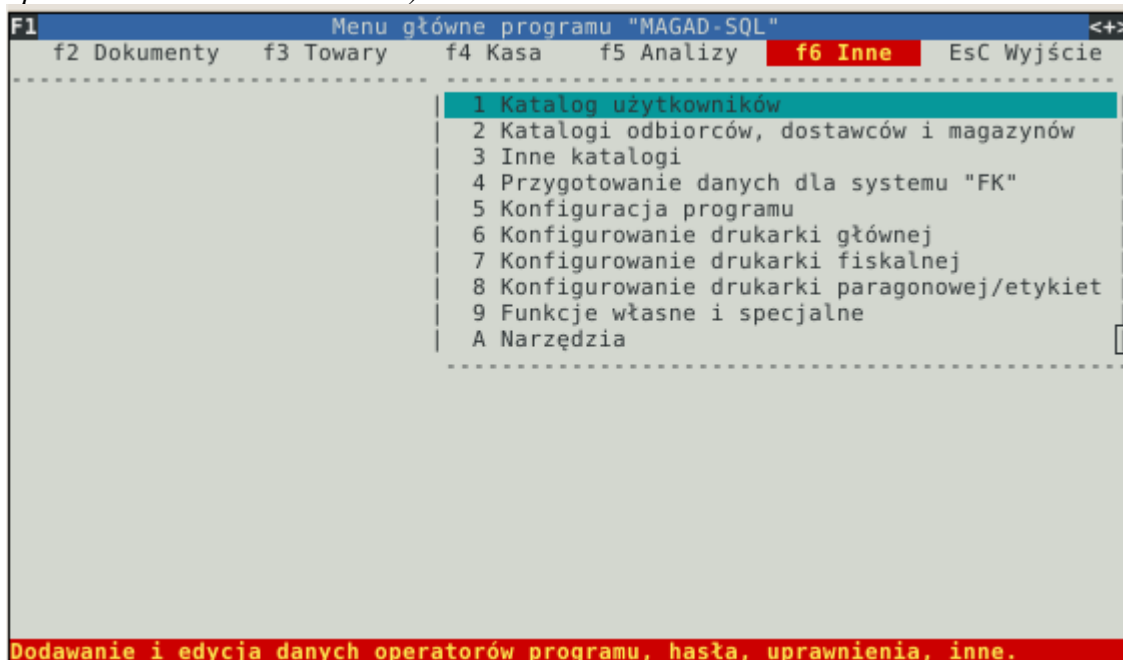 F1 Menu główne programu "MAGAD-SQL" <+>
f2 Dokumenty f3 Towary f4 Kasa f5 Analizy f6 Inne EsC Wyjście
1 Katalog użytkowników
2 Katalogi odbiorców, dostawców i magazynów
3 Inne katalogi
4 Przygotowanie danych dla systemu "FK"
5 Konfiguracja programu
6 Konfigurowanie drukarki głównej
7 Konfigurowanie drukarki fiskalnej
8 Konfigurowanie drukarki paragonowej/etykiet
9 Funkcje własne i specjalne
A Narzędzia
Dodawanie i edycja danych operatorów programu, hasła, uprawnienia, inne.